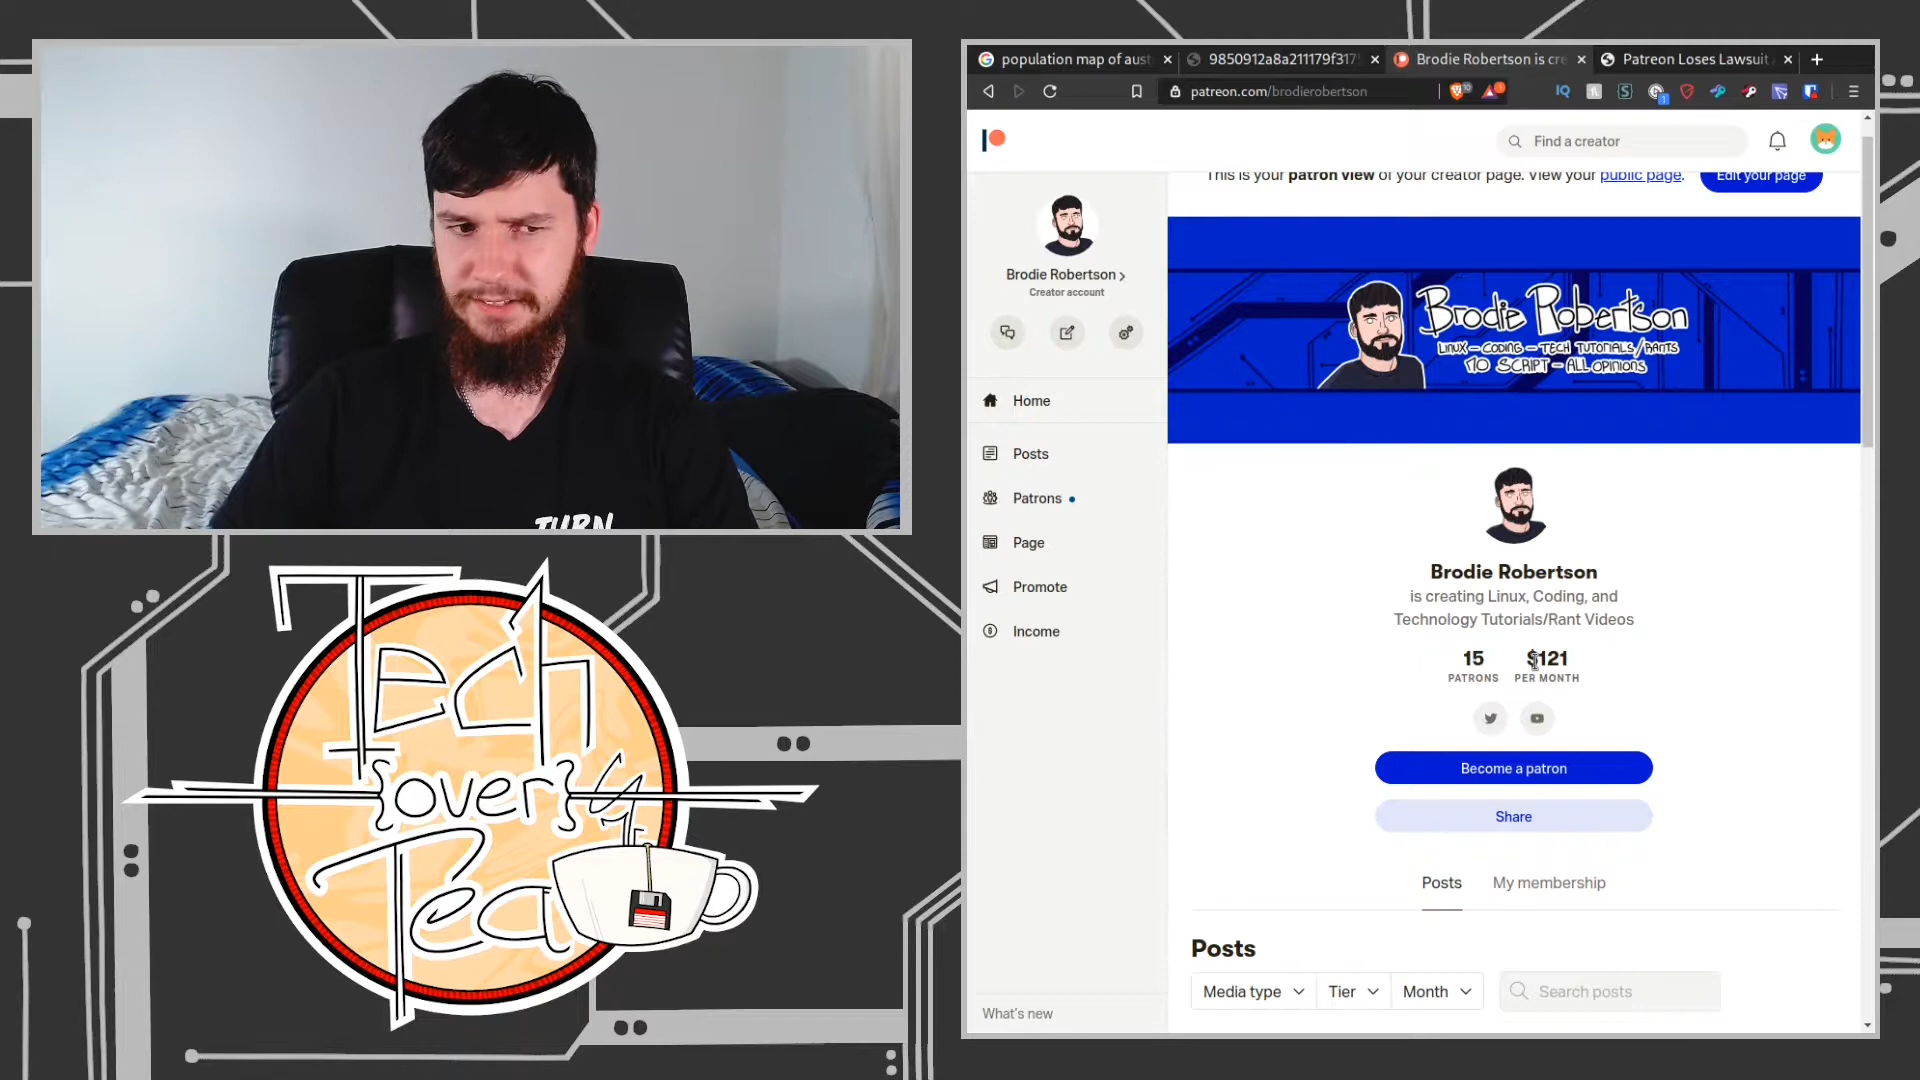 population map of aust
9850912a8a211179f317
Brodie Robertson is cre
Patreon Loses Lawsuit
patreon.com/brodierobertson
IQ
Find a creator
This is your patron view of your creator page. View your public page.
Edit your page
Brodie Robertson
Creator account
Home
Posts
Patrons
Page
Promote
Income
What's new
Brodie Robertson
LINUX - CODING - TECH TUTORIALS/RANTS
NO SCRIPT - ALL OPINIONS
Brodie Robertson
is creating Linux, Coding, and
Technology Tutorials/Rant Videos
15 $121
PATRONS PER MONTH
Become a patron
Share
Posts My membership
Posts
Media type Tier Month Search posts
TURN
Tech
{over}
Tea